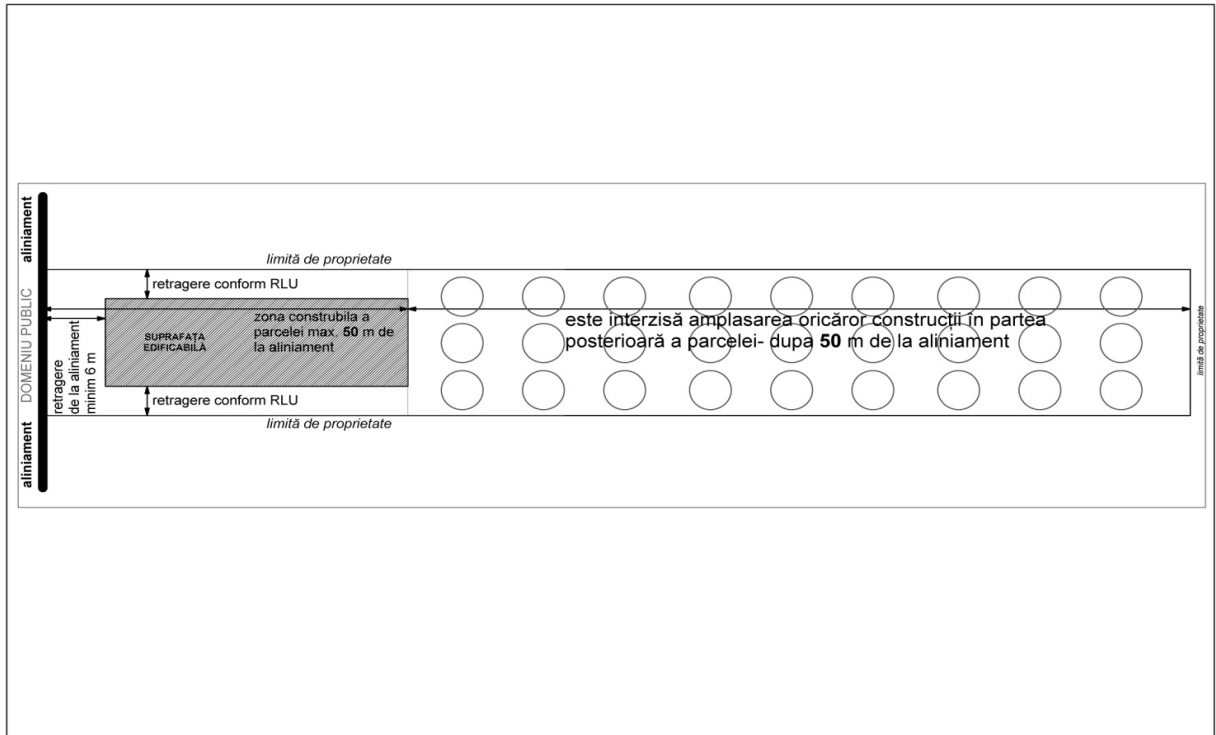 aliniament
DOMENIU PUBLIC
aliniament
retragere
de la aliniament
minim 6 m
limită de proprietate
retragere conform RLU
SUPRAFAȚA
EDIFICABILĂ
zona construbila a
parcelei max. 50 m de
la aliniament
retragere conform RLU
limită de proprietate
este interzisă amplasarea oricăror construcții în partea
posterioară a parcelei- dupa 50 m de la aliniament
limită de proprietate